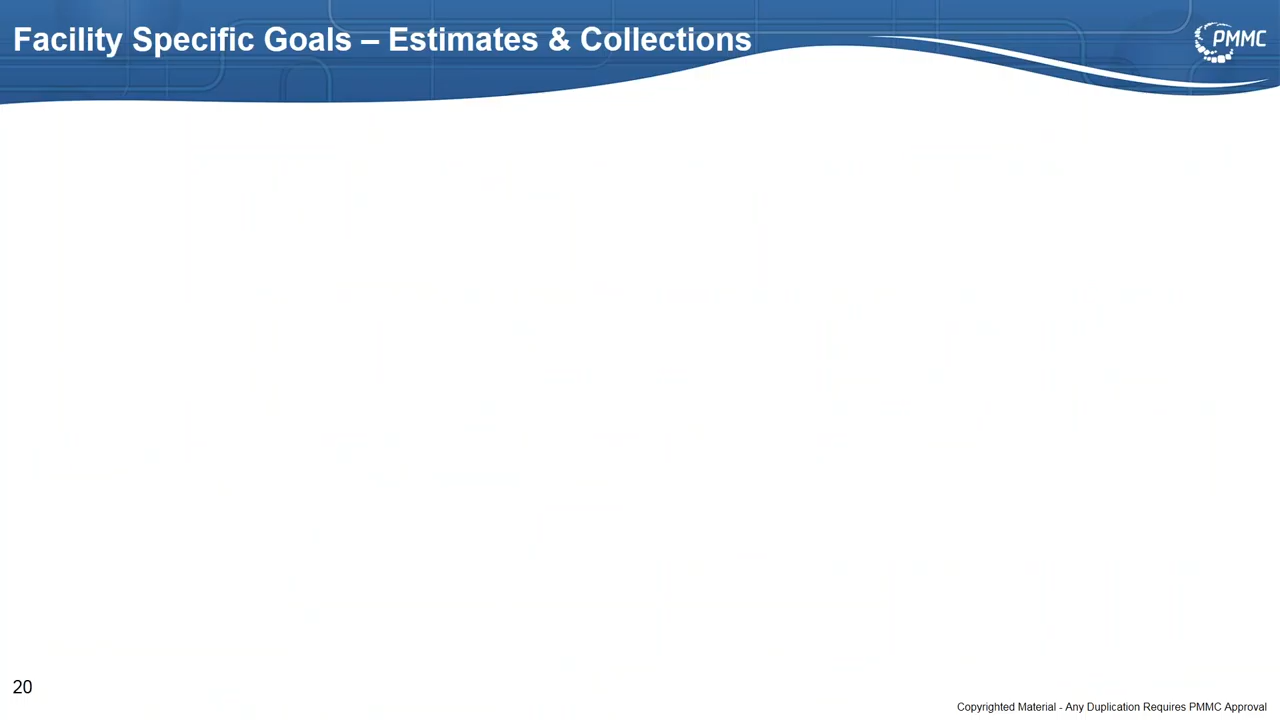 Facility Specific Goals – Estimates & Collections
PMMC
20
Copyrighted Material - Any Duplication Requires PMMC Approval